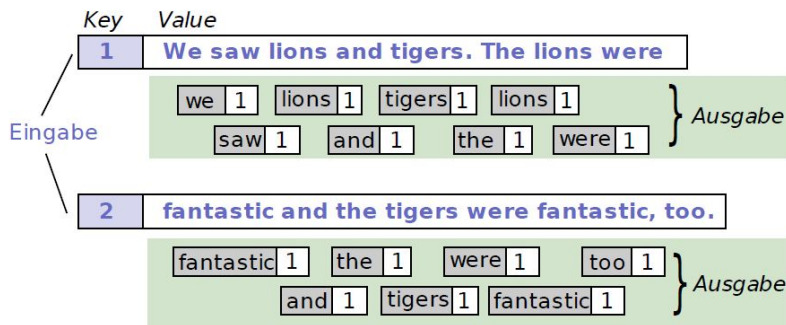 Key Value
1 We saw lions and tigers. The lions were
we 1 lions 1 tigers 1 lions 1
Ausgabe
saw 1 and 1 the 1 were 1
Eingabe
2 fantastic and the tigers were fantastic, too.
fantastic 1 the 1 were 1 too 1
Ausgabe
and 1 tigers 1 fantastic 1